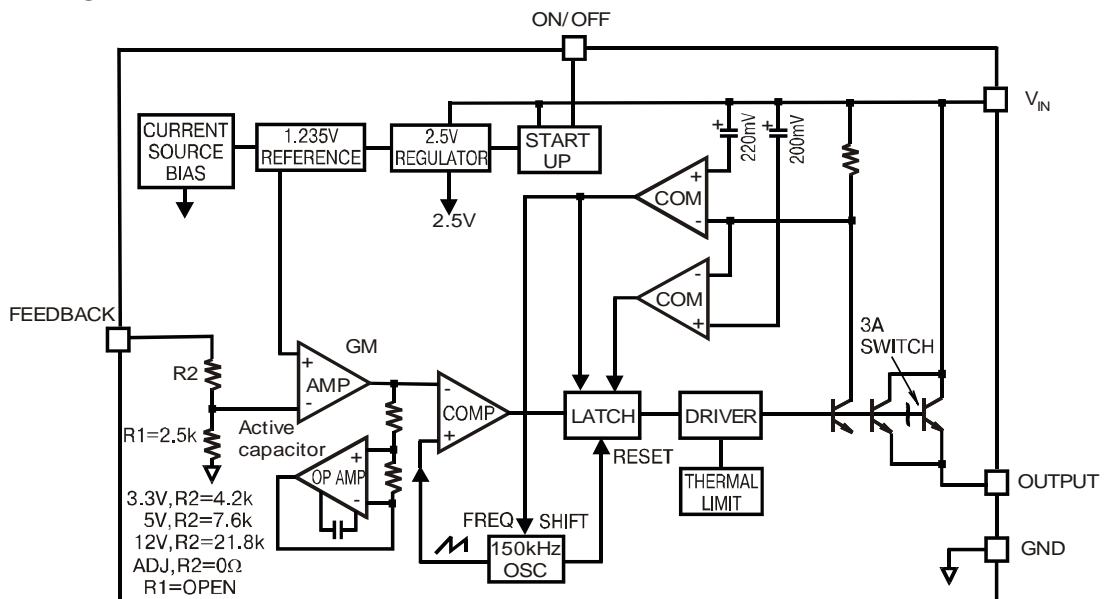 ON/OFF
V_IN
CURRENT
SOURCE
BIAS
1.235V
REFERENCE
2.5V
REGULATOR
START
UP
+
220mV
+
200mV
2.5V
+
COM
-
-
COM
+
FEEDBACK
R2
R1=2.5k
3.3V,R2=4.2k
5V,R2=7.6k
12V,R2=21.8k
ADJ,R2=0Ω
R1=OPEN
GM
+
AMP
-
Active
capacitor
+
OP AMP
-
-
COMP
+
LATCH
RESET
DRIVER
THERMAL
LIMIT
3A
SWITCH
FREQ SHIFT
150kHz
OSC
OUTPUT
GND